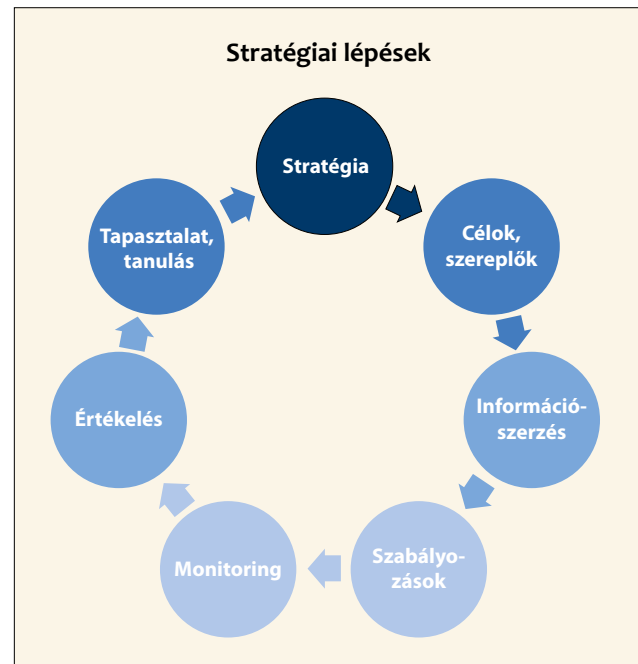 Stratégiai lépések
Stratégia
Célok,
szereplők
Információ-
szerzés
Szabályo-
zások
Monitoring
Értékelés
Tapasztalat,
tanulás